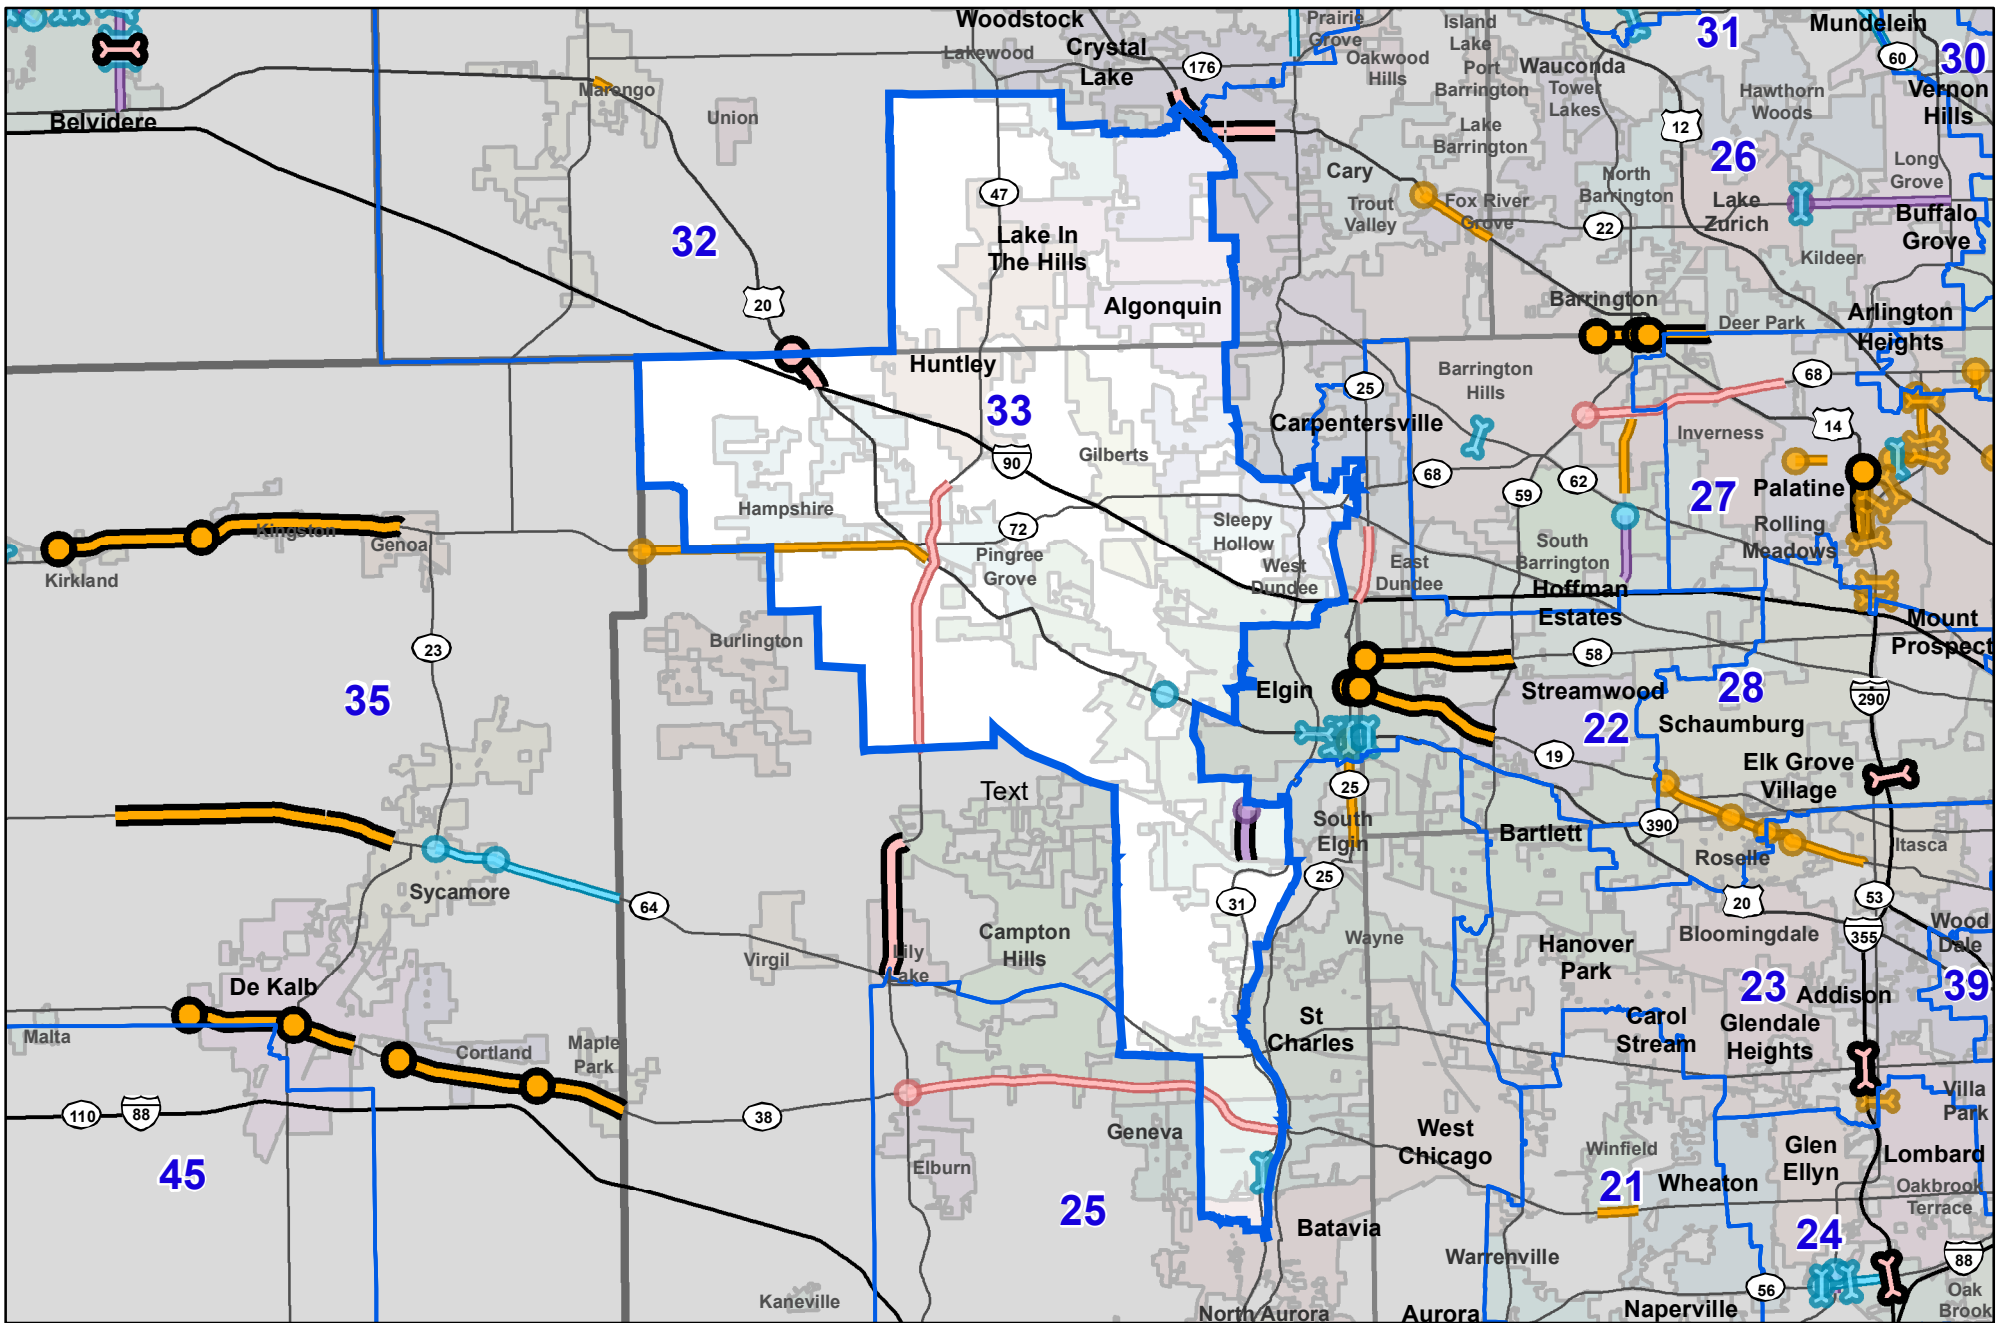 Woodstock
Crystal
Lake
Lakewood
176
Prairie
Grove
Oakwood
Hills
Island
Lake
Port
Barrington
Wauconda
Tower
Lakes
Lake
Barrington
31
Mundelein
60
30
Vernon
Hills
Hawthorn
Woods
12
26
Long
Grove
Belvidere
Marengo
Union
47
Cary
Trout
Valley
Fox River
Grove
North
Barrington
22
Lake
Zurich
Buffalo
Grove
Kildeer
32
20
Lake In
The Hills
Algonquin
Barrington
Deer Park
Arlington
Heights
Huntley
33
90
Gilberts
25
Carpentersville
Barrington
Hills
68
14
Inverness
68
62
59
27
Palatine
Rolling
Meadows
Hampshire
72
Pingree
Grove
Sleepy
Hollow
West
Dundee
East
Dundee
South
Barrington
Hoffman
Estates
Mount
Prospect
Kingston
Genoa
Kirkland
23
35
Burlington
Elgin
58
Streamwood
22
28
Schaumburg
290
19
Elk Grove
Village
Text
25
South
Elgin
Bartlett
390
Roselle
Itasca
25
31
20
53
355
Wood
Dale
Sycamore
64
Virgil
Lily
Lake
Campton
Hills
Wayne
Hanover
Park
Bloomingdale
23
Addison
39
De Kalb
Malta
Cortland
Maple
Park
St
Charles
Carol
Stream
Glendale
Heights
110
88
38
Geneva
West
Chicago
Winfield
21
Wheaton
Glen
Ellyn
Villa
Park
Lombard
Oakbrook
Terrace
45
Elburn
25
Batavia
Warrenville
24
88
Kaneville
North Aurora
Aurora
Naperville
56
Oak
Brook